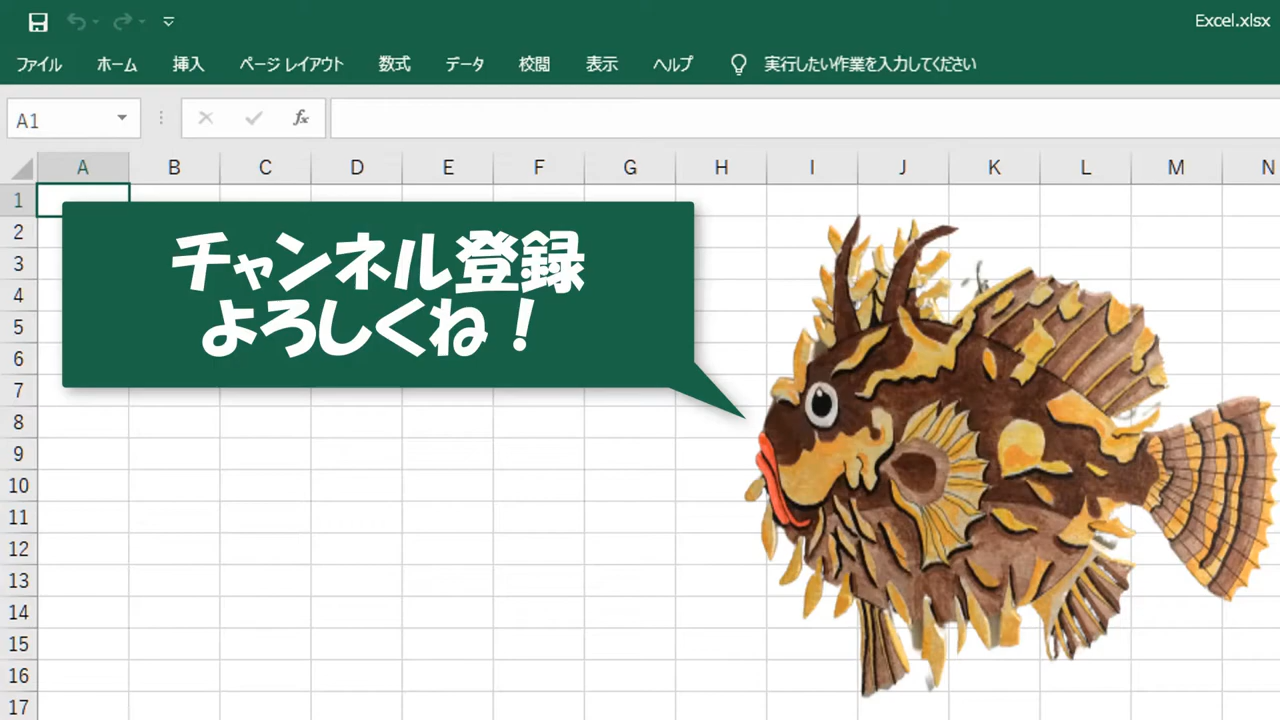 Excel.xlsx
ファイル ホーム 挿入 ページ レイアウト 数式 データ 校閲 表示 ヘルプ 実行したい作業を入力してください
A1 fx
A B C D E F G H I J K L M N
1
2
3
4
5
6
7
8
9
10
11
12
13
14
15
16
17
チャンネル登録
よろしくね！